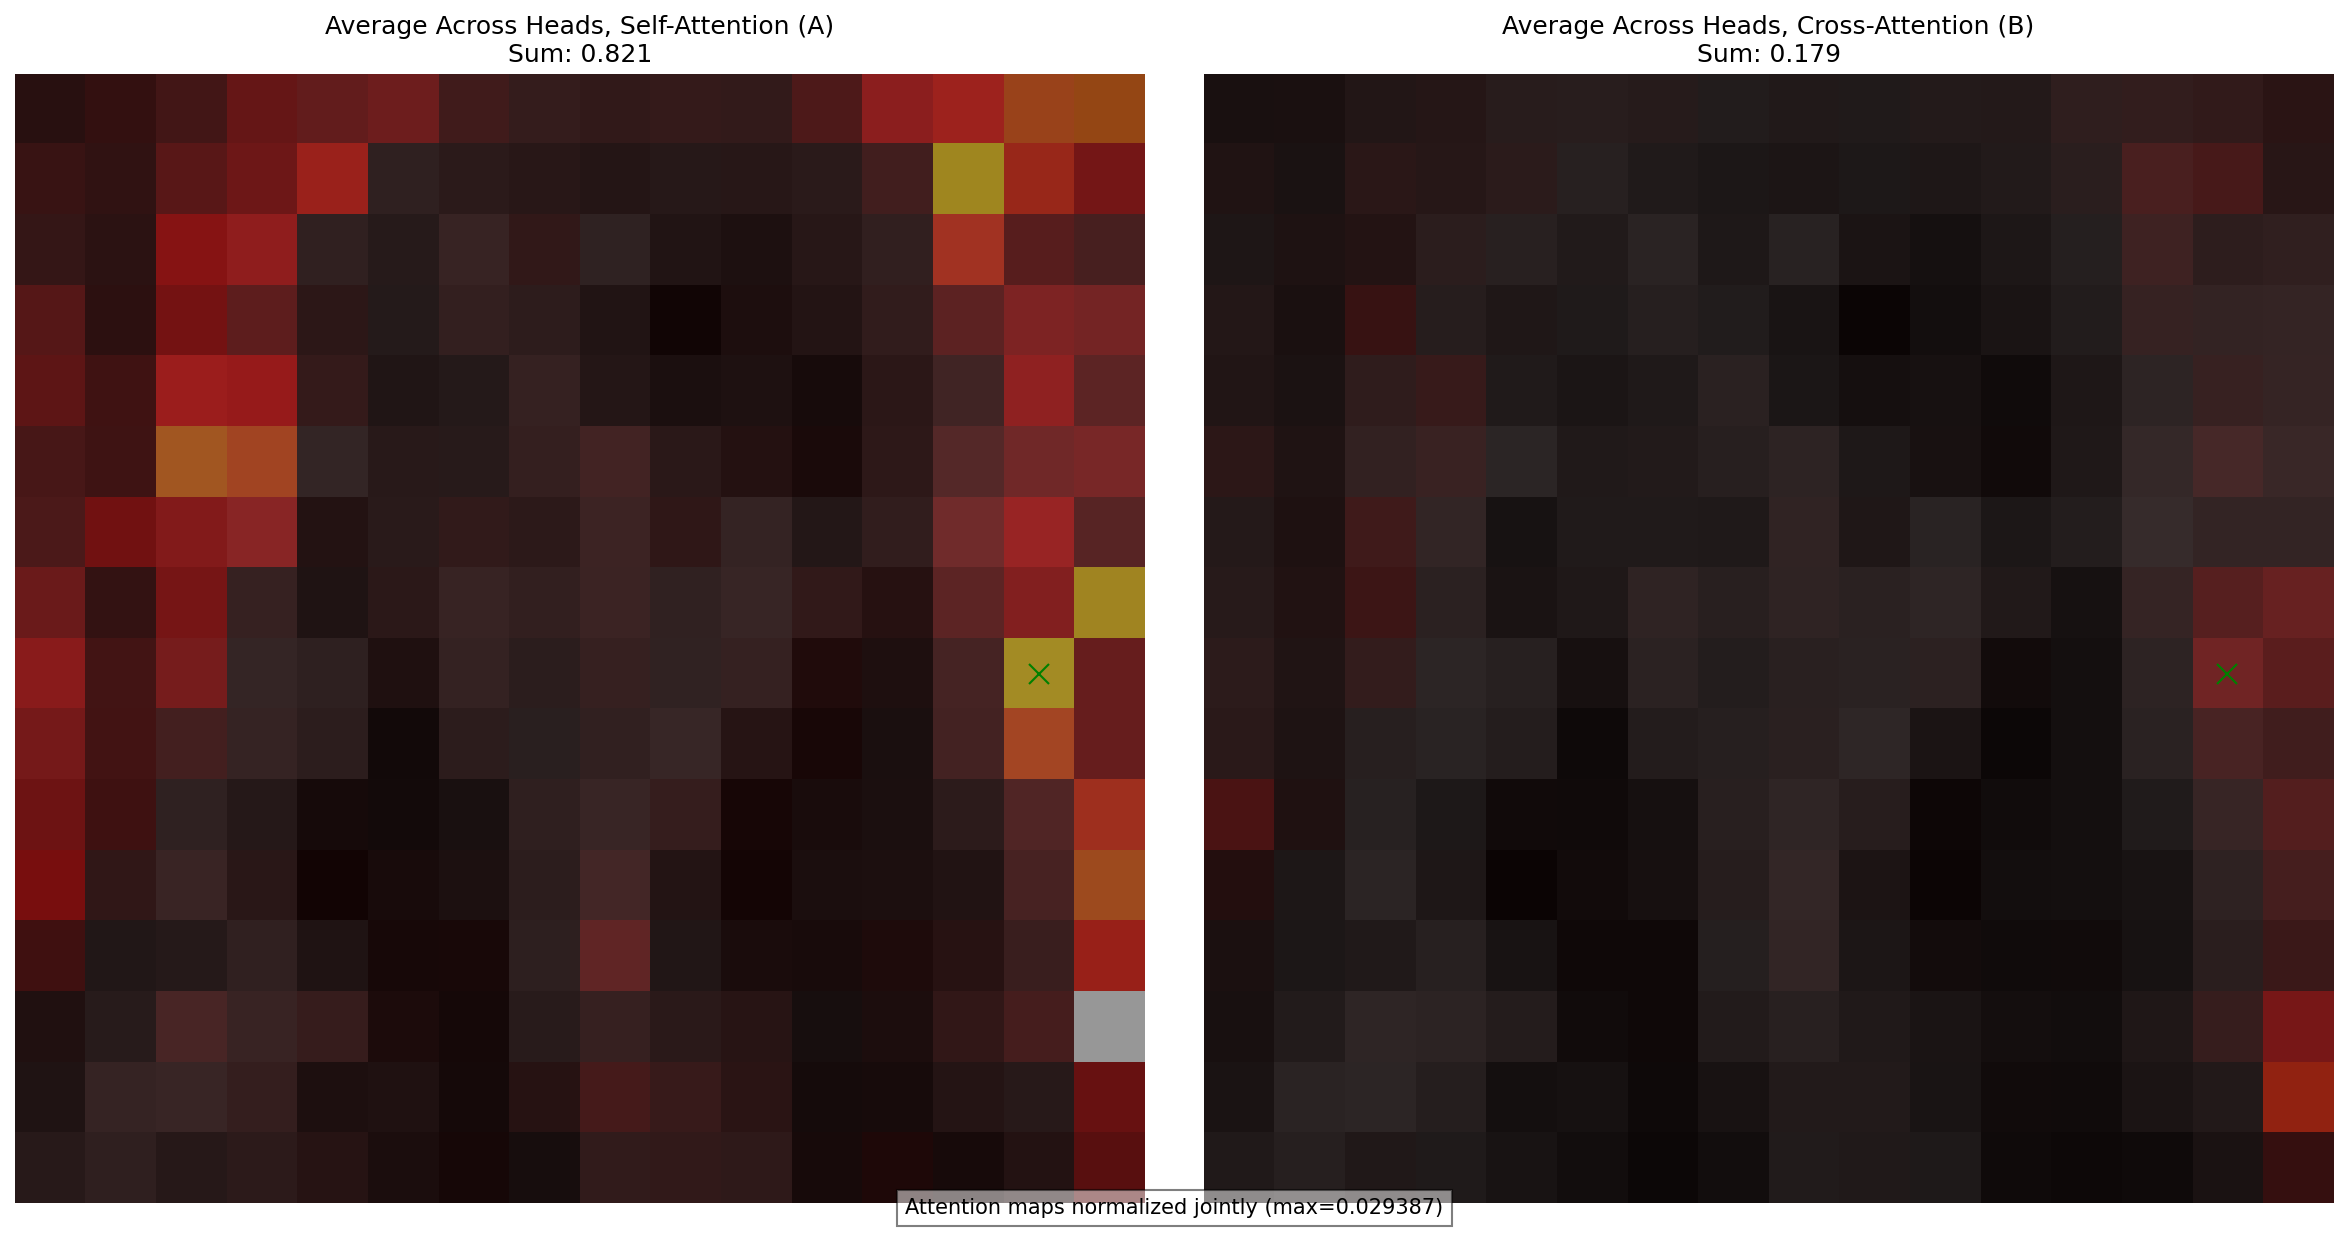 Average Across Heads, Self-Attention (A)
Sum: 0.821
Average Across Heads, Cross-Attention (B)
Sum: 0.179
Attention maps normalized jointly (max=0.029387)